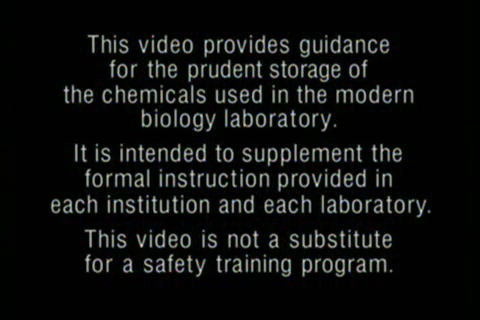 This video provides guidance
for the prudent storage of
the chemicals used in the modern
biology laboratory.
It is intended to supplement the
formal instruction provided in
each institution and each laboratory.
This video is not a substitute
for a safety training program.